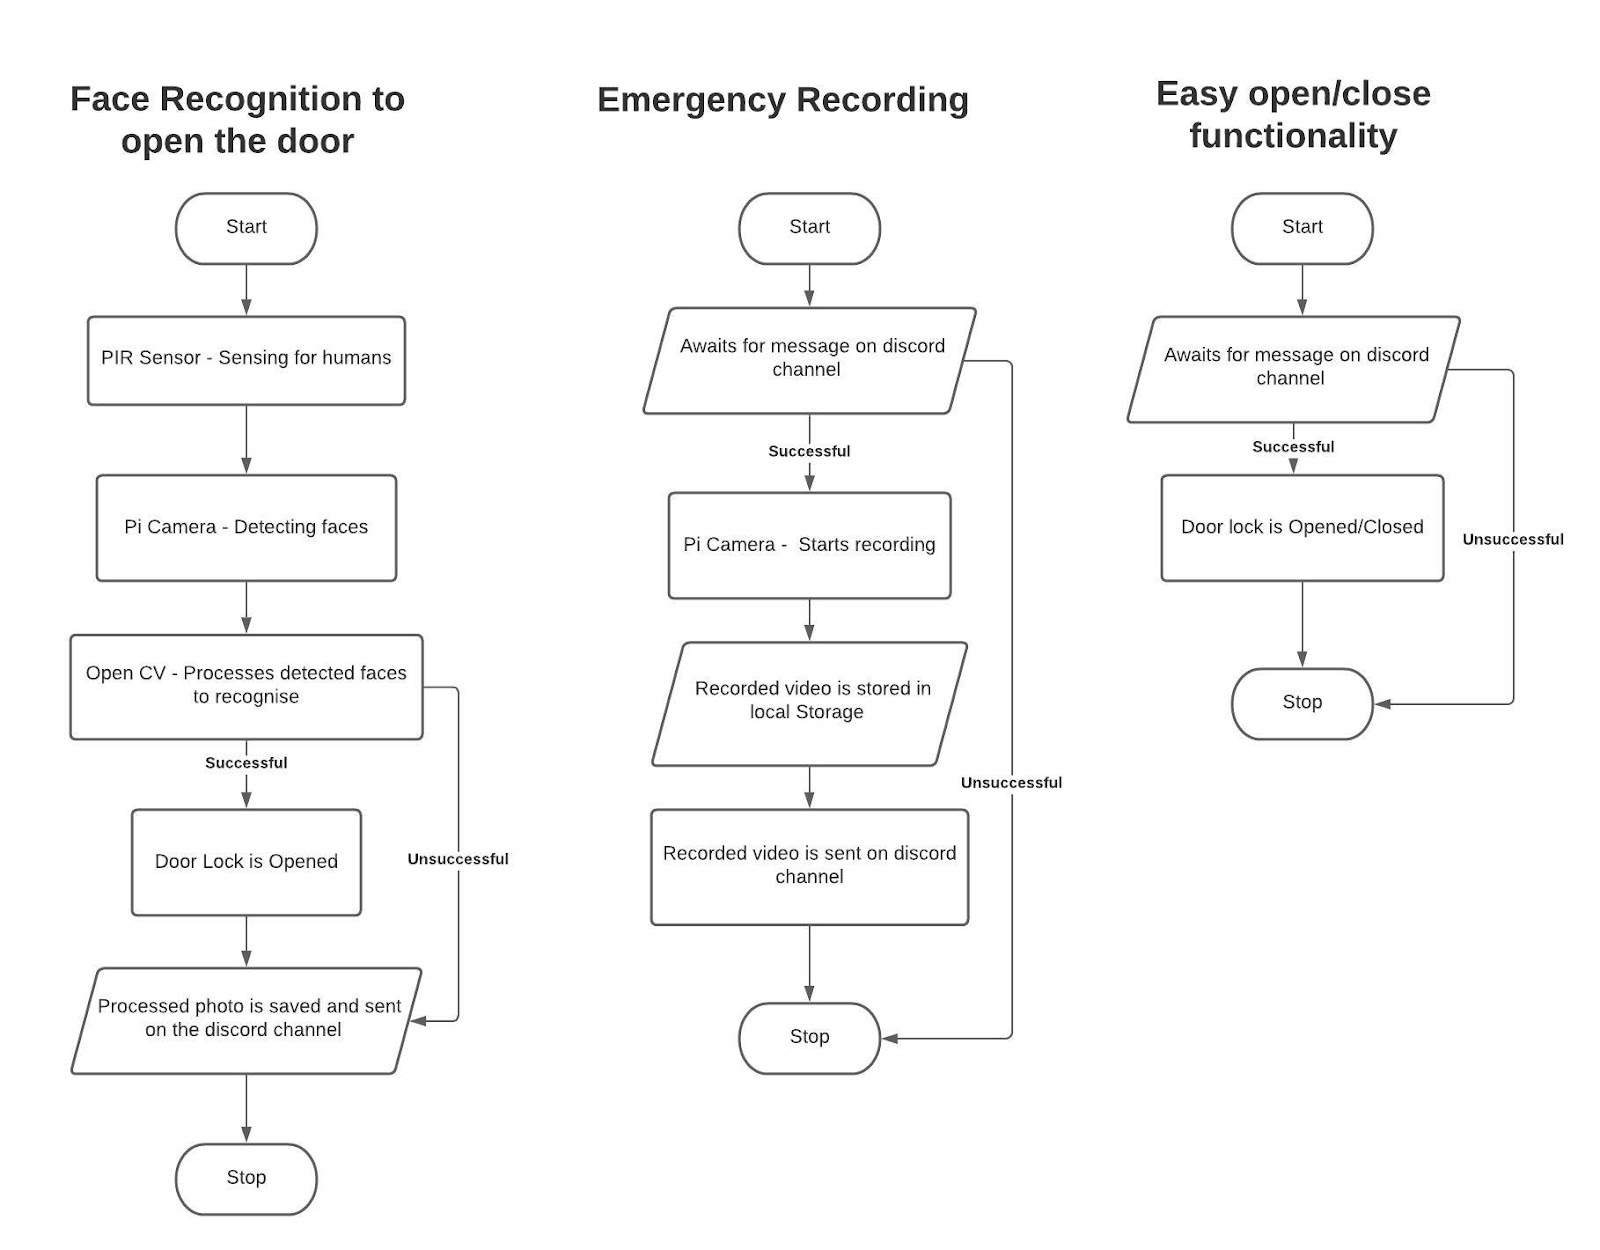 Face Recognition to
open the door
Start
PIR Sensor - Sensing for humans
Pi Camera - Detecting faces
Open CV - Processes detected faces
to recognise
Successful
Unsuccessful
Door Lock is Opened
Processed photo is saved and sent
on the discord channel
Stop
Emergency Recording
Start
Awaits for message on discord
channel
Successful
Pi Camera -  Starts recording
Recorded video is stored in
local Storage
Unsuccessful
Recorded video is sent on discord
channel
Stop
Easy open/close
functionality
Start
Awaits for message on discord
channel
Successful
Door lock is Opened/Closed
Unsuccessful
Stop